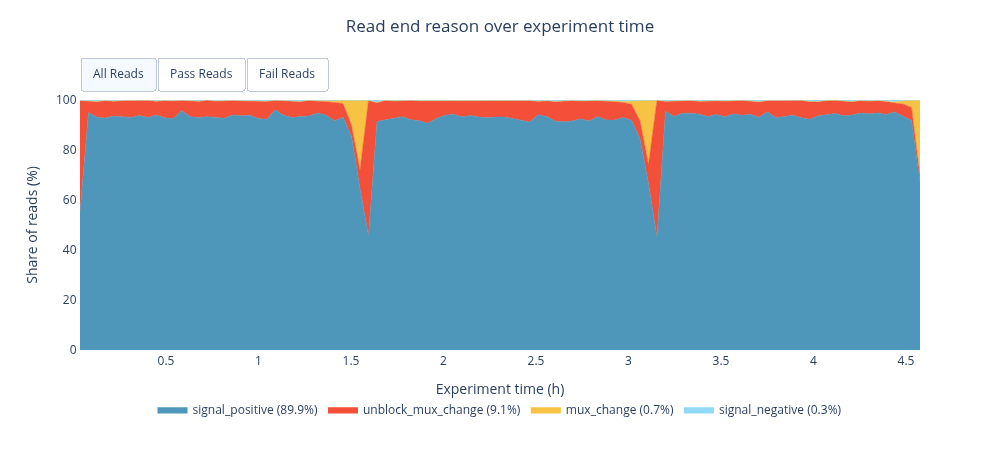 Read end reason over experiment time
All Reads Pass Reads Fail Reads
100
80
60
40
20
0
Share of reads (%)
0.5 1 1.5 2 2.5 3 3.5 4 4.5
Experiment time (h)
signal_positive (89.9%) unblock_mux_change (9.1%) mux_change (0.7%) signal_negative (0.3%)